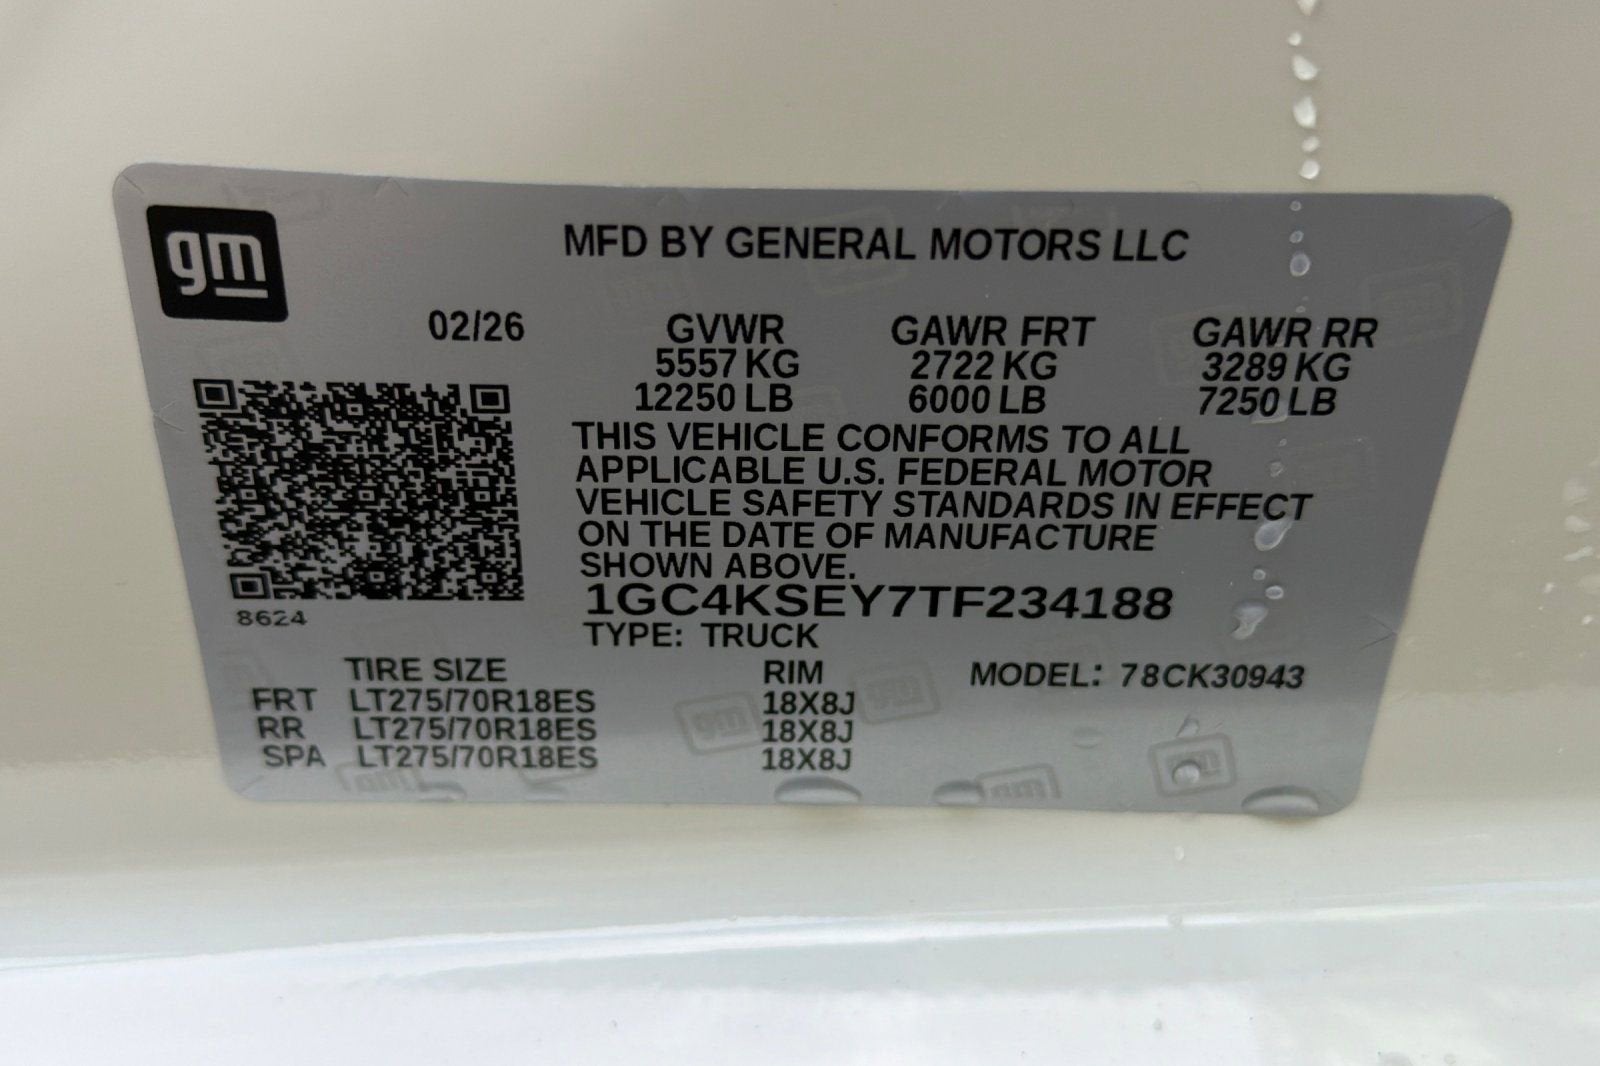 gm
MFD BY GENERAL MOTORS LLC
02/26 GVWR GAWR FRT GAWR RR
5557 KG 2722 KG 3289 KG
12250 LB 6000 LB 7250 LB
THIS VEHICLE CONFORMS TO ALL
APPLICABLE U.S. FEDERAL MOTOR
VEHICLE SAFETY STANDARDS IN EFFECT
ON THE DATE OF MANUFACTURE
SHOWN ABOVE.
1GC4KSEY7TF234188
8624
TYPE: TRUCK
TIRE SIZE RIM MODEL: 78CK30943
FRT LT275/70R18ES 18X8J
RR LT275/70R18ES 18X8J
SPA LT275/70R18ES 18X8J